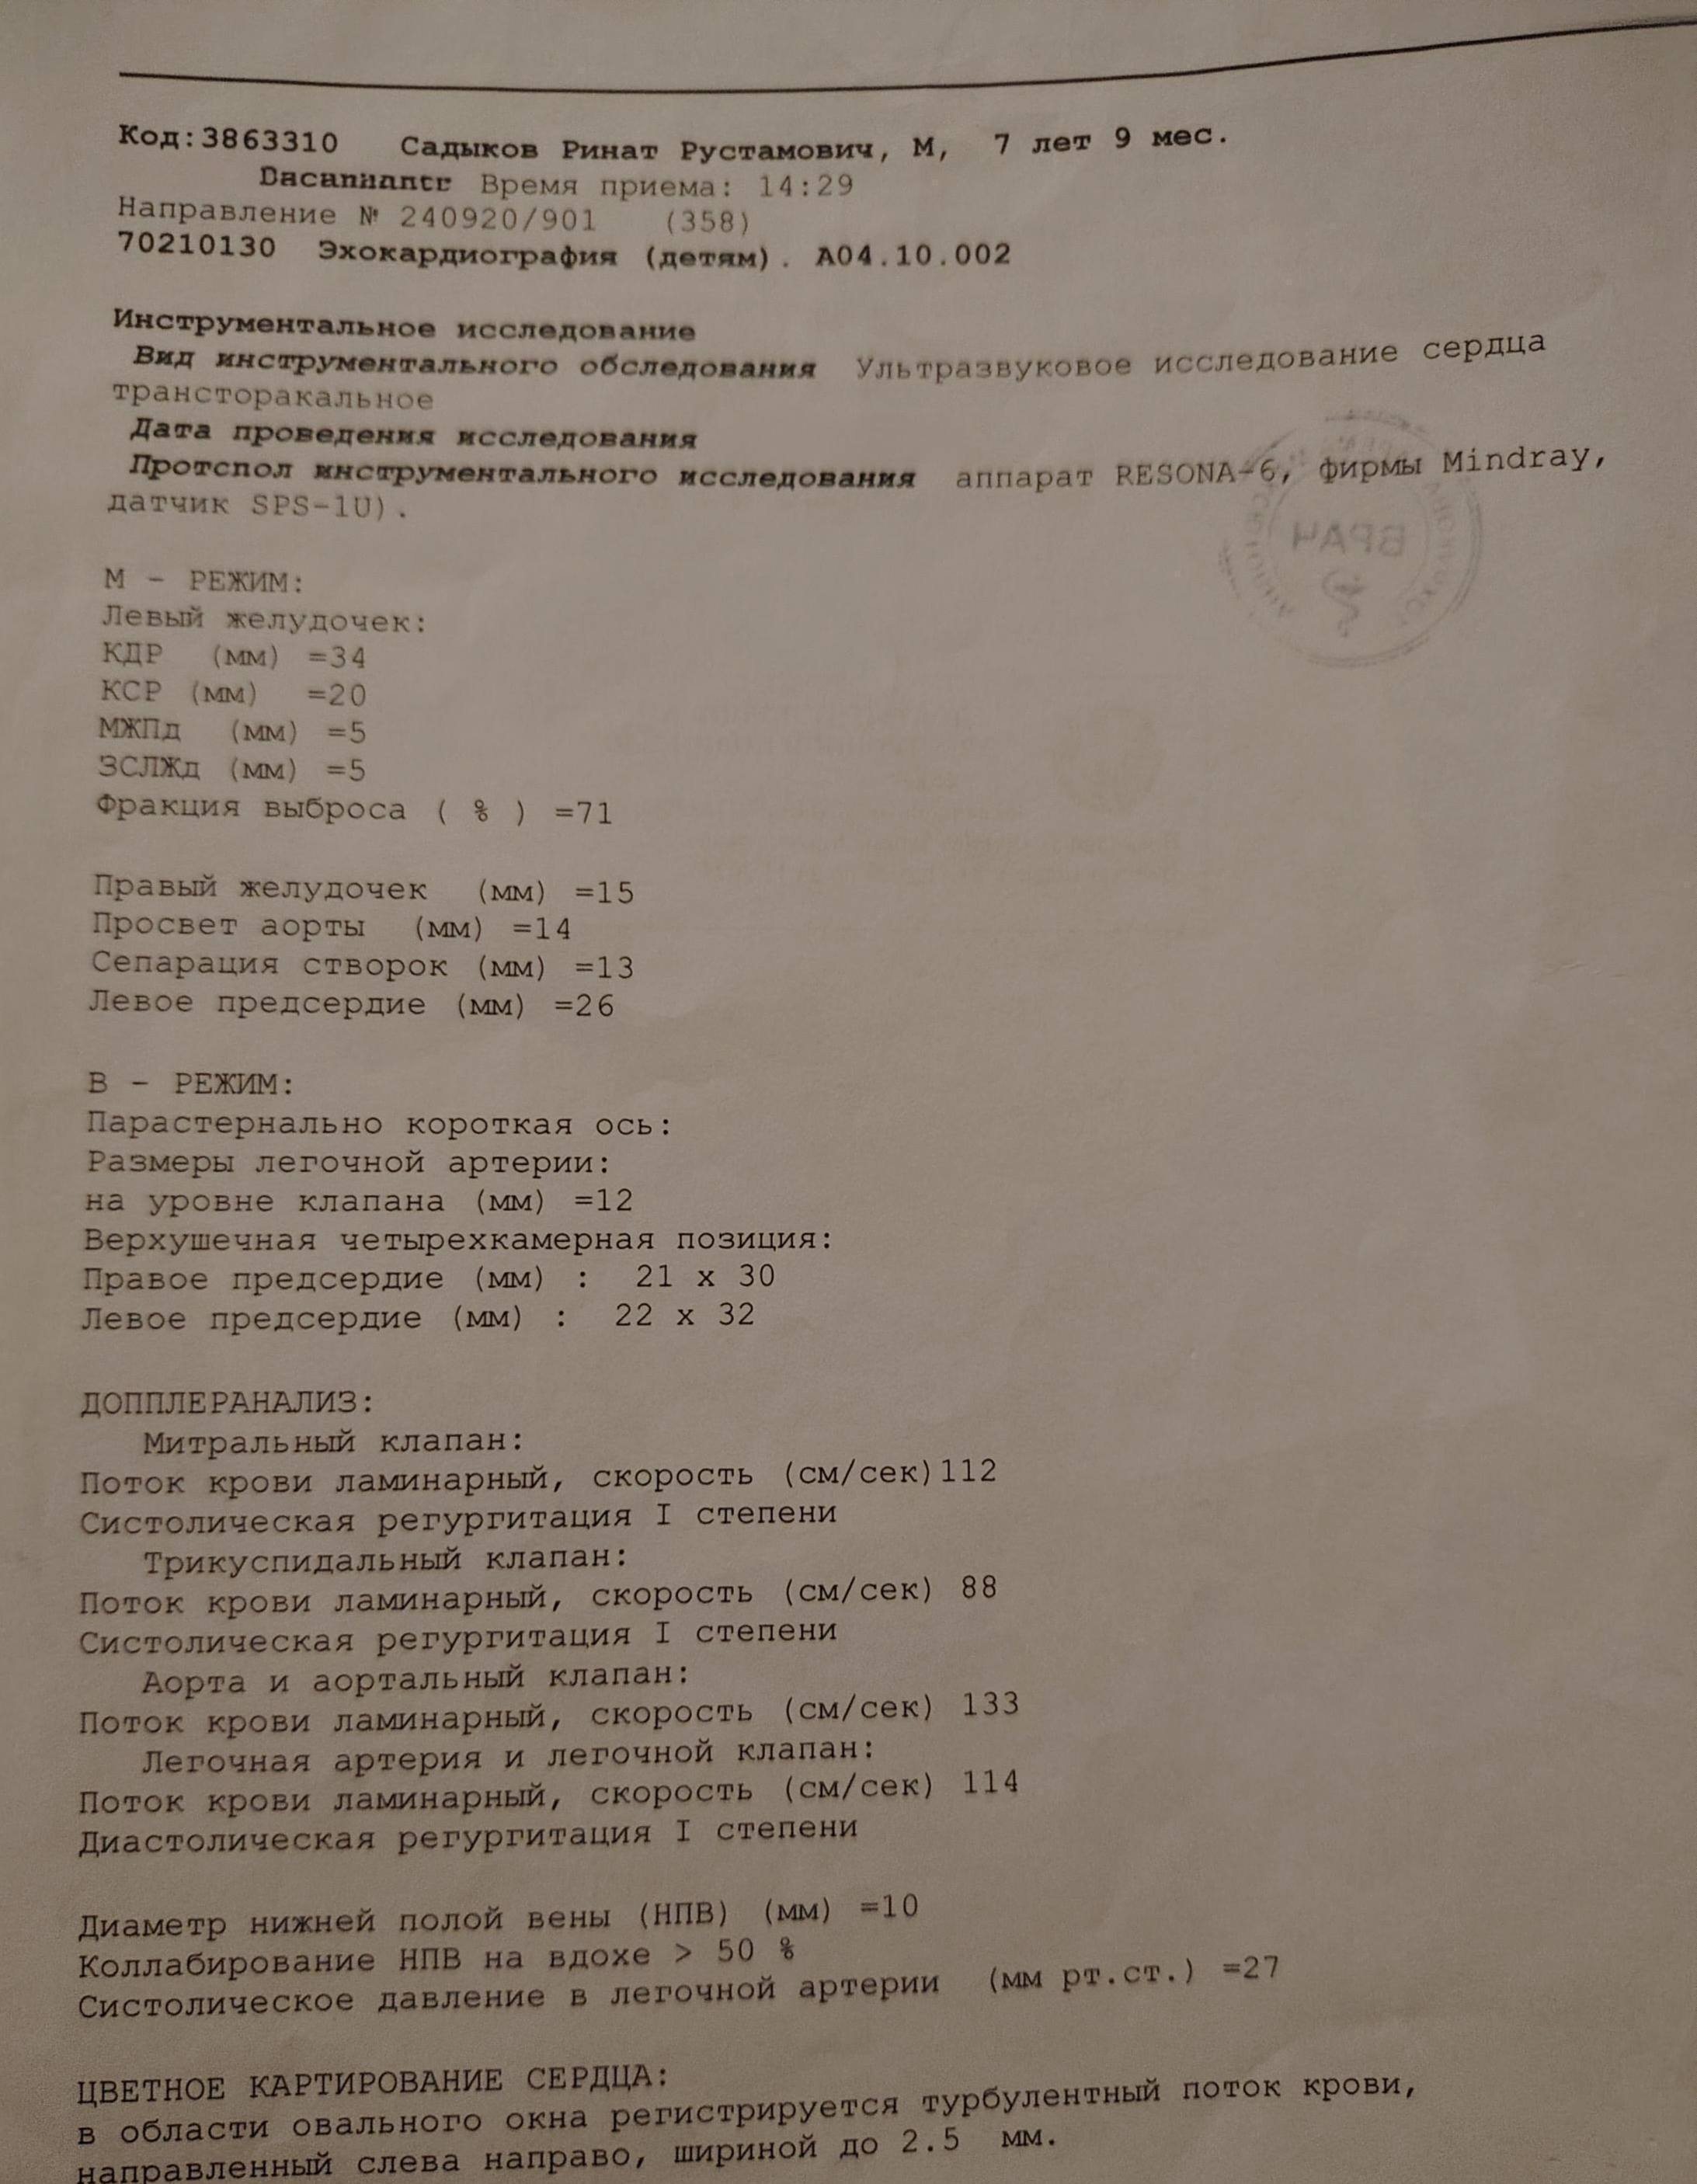 Код:3863310 Садыков Ринат Рустамович, М, 7 лет 9 мес.
Время приема: 14:29
Направление № 240920/901 (358)
70210130 Эхокардиография (детям). A04.10.002
Инструментальное исследование
Вид инструментального обследования Ультразвуковое исследование сердца
трансторакальное
Дата проведения исследования
Протспол инструментального исследования аппарат RESONA-6, фирмы Mindray,
датчик SPS-1U).
ВРАЧ
М - РЕЖИМ:
Левый желудочек:
КДР (мм) =34
КСР (мм) =20
МЖПд (мм) =5
ЗСЛЖд (мм) =5
Фракция выброса ( % ) =71
Правый желудочек (мм) =15
Просвет аорты (мм) =14
Сепарация створок (мм) =13
Левое предсердие (мм) =26
В - РЕЖИМ:
Парастернально короткая ось:
Размеры легочной артерии:
на уровне клапана (мм) =12
Верхушечная четырехкамерная позиция:
Правое предсердие (мм) : 21 х 30
Левое предсердие (мм) : 22 х 32
ДОППЛЕРАНАЛИЗ:
Митральный клапан:
Поток крови ламинарный, скорость (см/сек)112
Систолическая регургитация I степени
Трикуспидальный клапан:
Поток крови ламинарный, скорость (см/сек) 88
Систолическая регургитация I степени
Аорта и аортальный клапан:
Поток крови ламинарный, скорость (см/сек) 133
Легочная артерия и легочной клапан:
Поток крови ламинарный, скорость (см/сек) 114
Диастолическая регургитация I степени
Диаметр нижней полой вены (НПВ) (мм) =10
Коллабирование НПВ на вдохе > 50 %
Систолическое давление в легочной артерии (мм рт.ст.) =27
ЦВЕТНОЕ КАРТИРОВАНИЕ СЕРДЦА:
в области овального окна регистрируется турбулентный поток крови,
направленный слева направо, шириной до 2.5 мм.